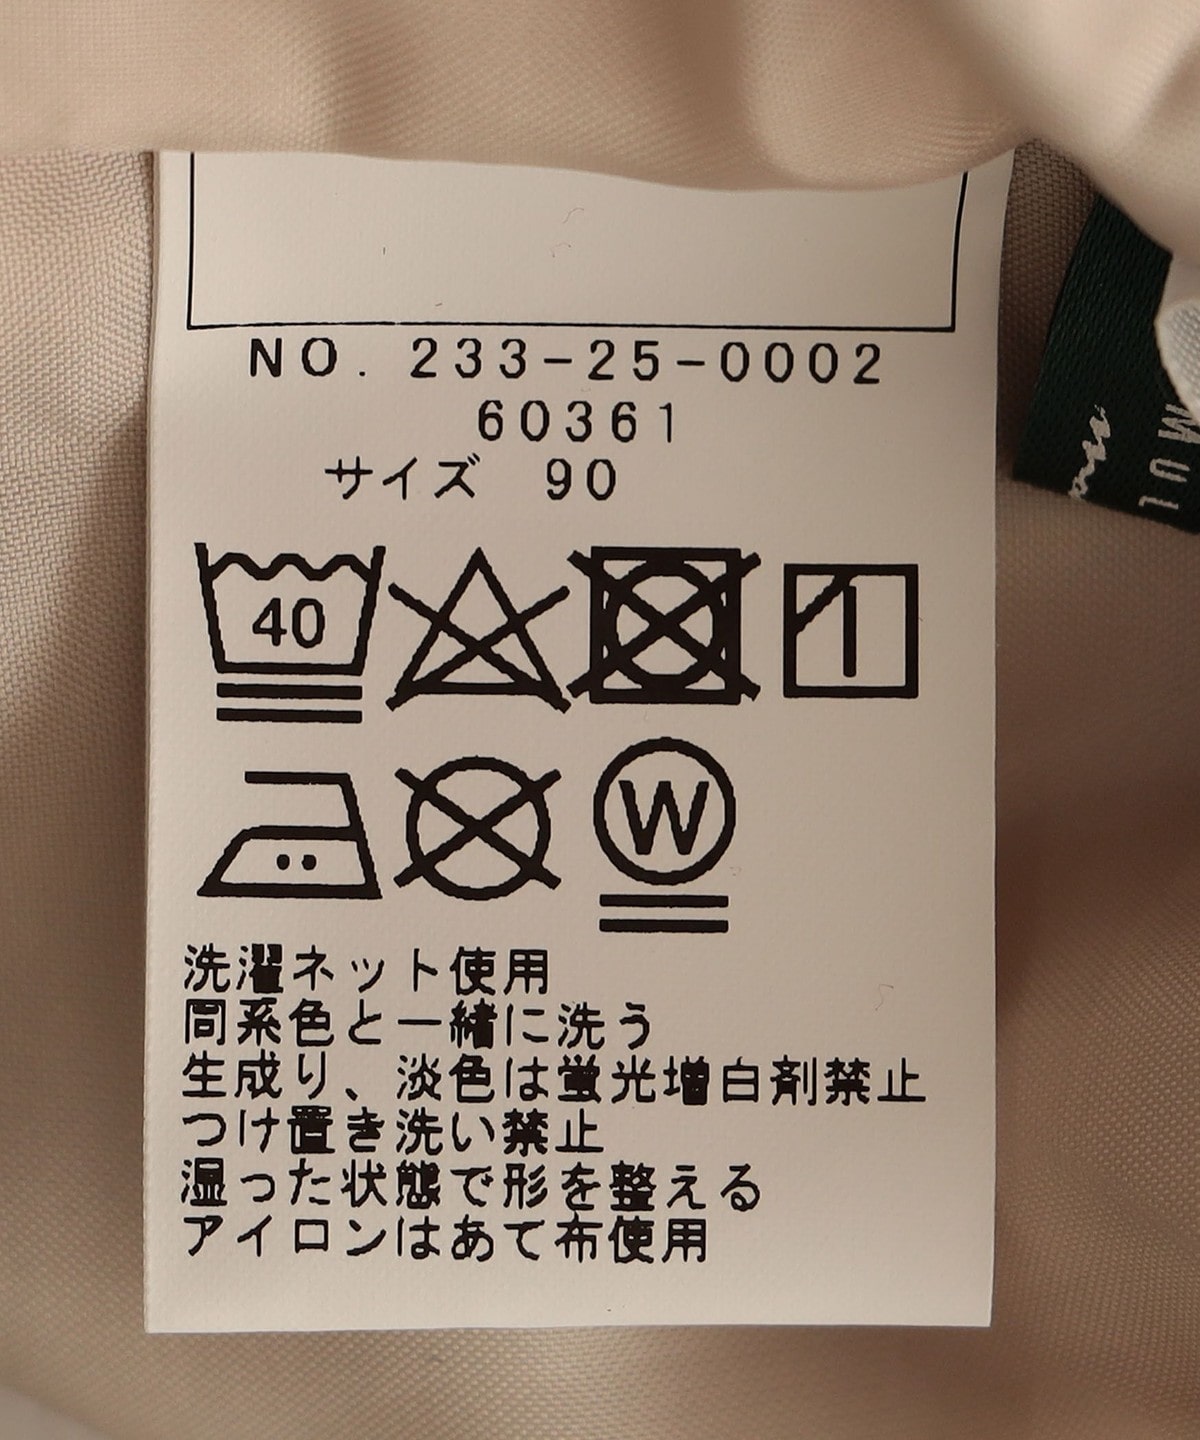 NO. 233-25-0002
60361
サイズ 90
40
W
洗濯ネット使用
同系色と一緒に洗う
生成り、淡色は蛍光増白剤禁止
つけ置き洗い禁止
湿った状態で形を整える
アイロンはあて布使用
MUL